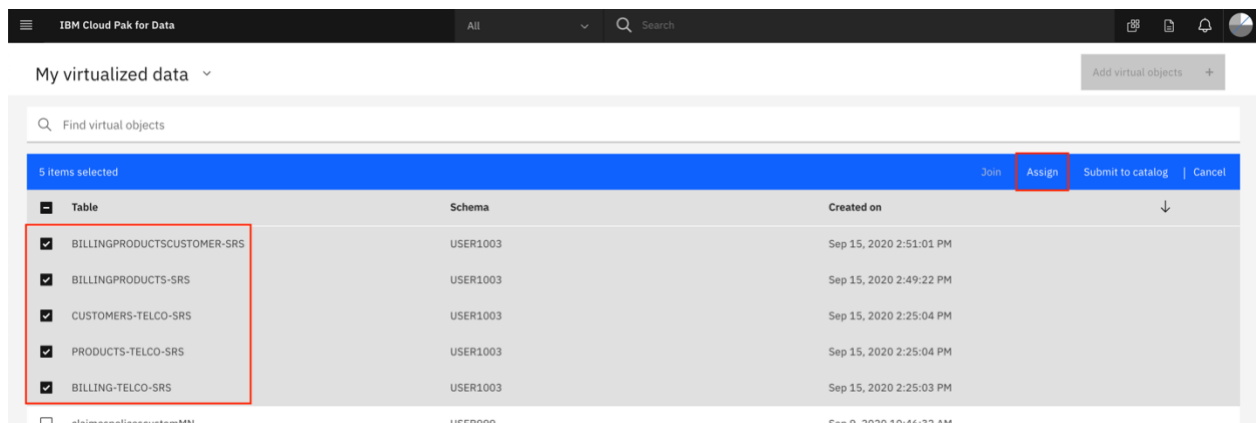 IBM Cloud Pak for Data All Search
My virtualized data Add virtual objects +
Find virtual objects
5 items selected Join Assign Submit to catalog | Cancel
Table Schema Created on
BILLINGPRODUCTSCUSTOMER-SRS USER1003 Sep 15, 2020 2:51:01 PM
BILLINGPRODUCTS-SRS USER1003 Sep 15, 2020 2:49:22 PM
CUSTOMERS-TELCO-SRS USER1003 Sep 15, 2020 2:25:04 PM
PRODUCTS-TELCO-SRS USER1003 Sep 15, 2020 2:25:04 PM
BILLING-TELCO-SRS USER1003 Sep 15, 2020 2:25:03 PM